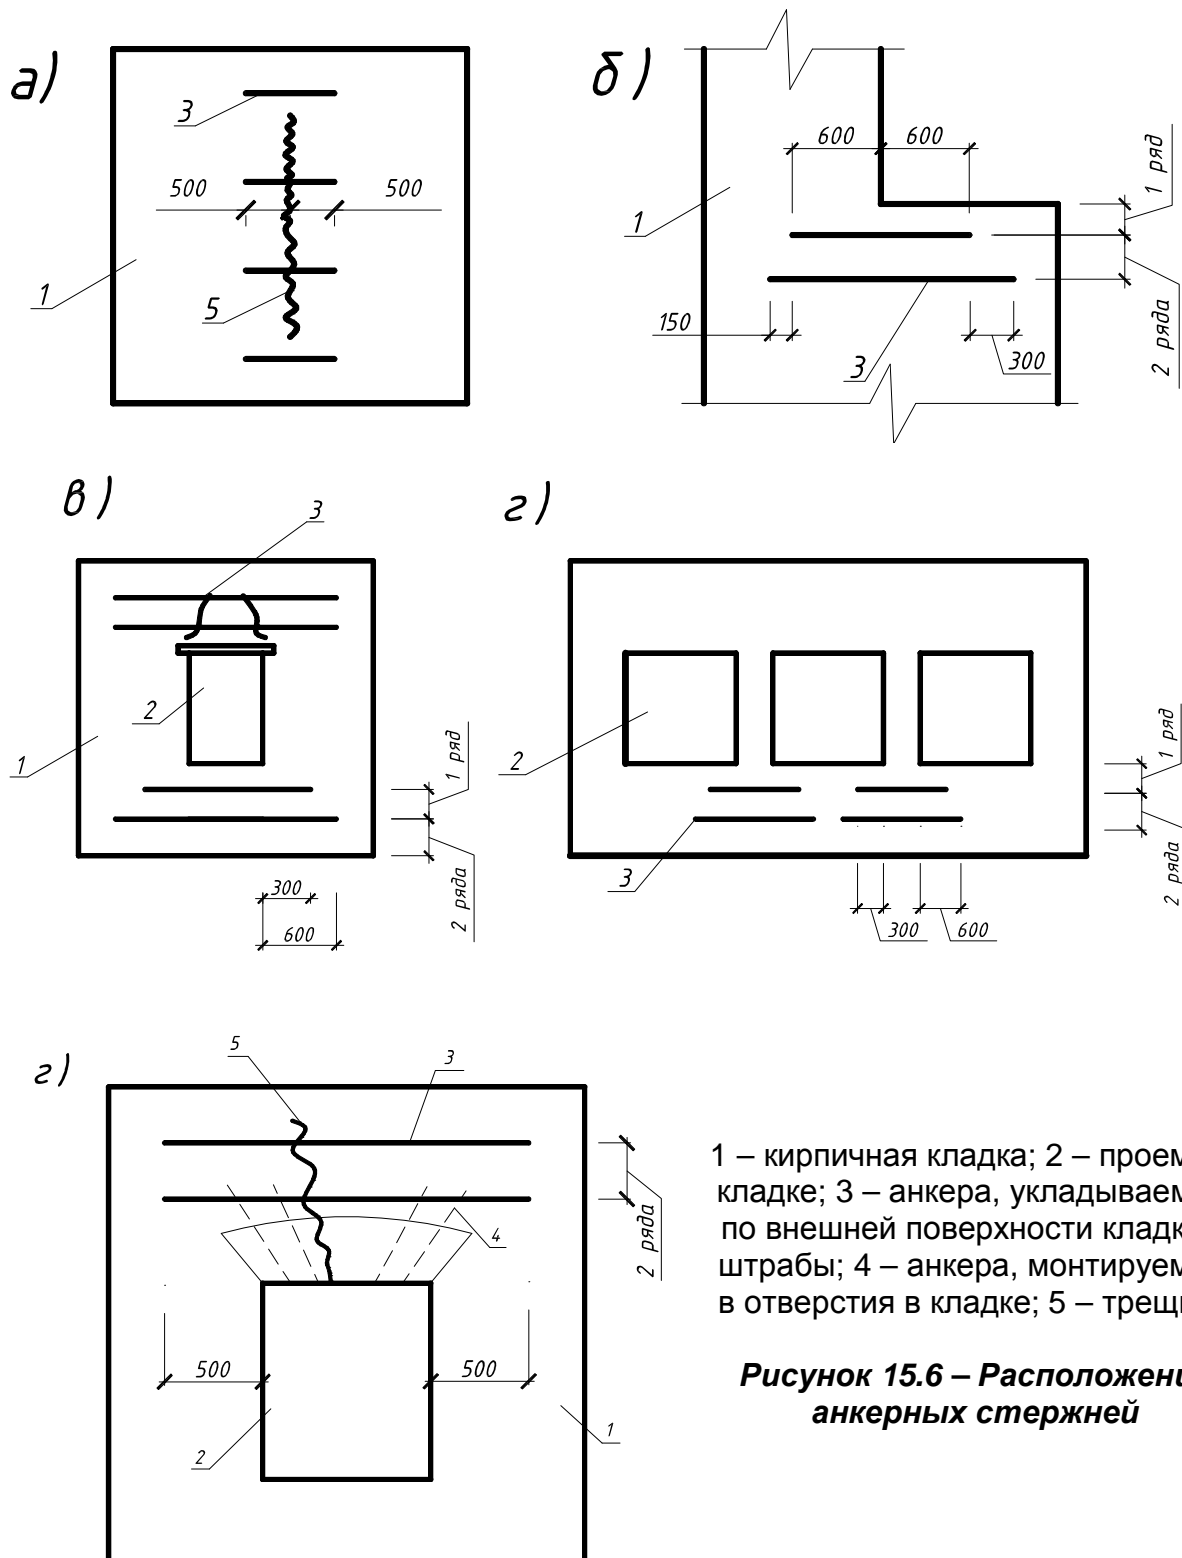 а)
3
500
500
1
5
б)
600
600
1 ряд
1
150
3
300
2 ряда
в)
3
2
1
1 ряд
2 ряда
300
600
г)
2
1 ряд
3
2 ряда
300
600
г)
5
3
4
2 ряда
500
500
2
1
1 – кирпичная кладка; 2 – проем
кладке; 3 – анкера, укладываем
по внешней поверхности кладк
штрабы; 4 – анкера, монтируем
в отверстия в кладке; 5 – трещ
Рисунок 15.6 – Расположени
анкерных стержней